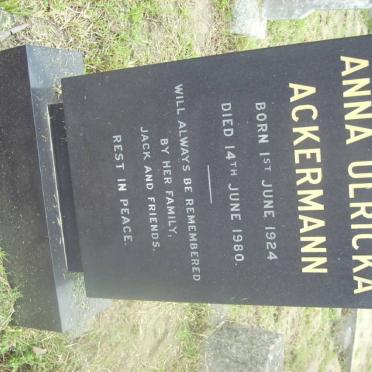 ANNA ULRICKA
ACKERMANN
BORN 1ST JUNE 1924
DIED 14TH JUNE 1980.
WILL ALWAYS BE REMEMBERED
BY HER FAMILY,
JACK AND FRIENDS.
REST IN PEACE.